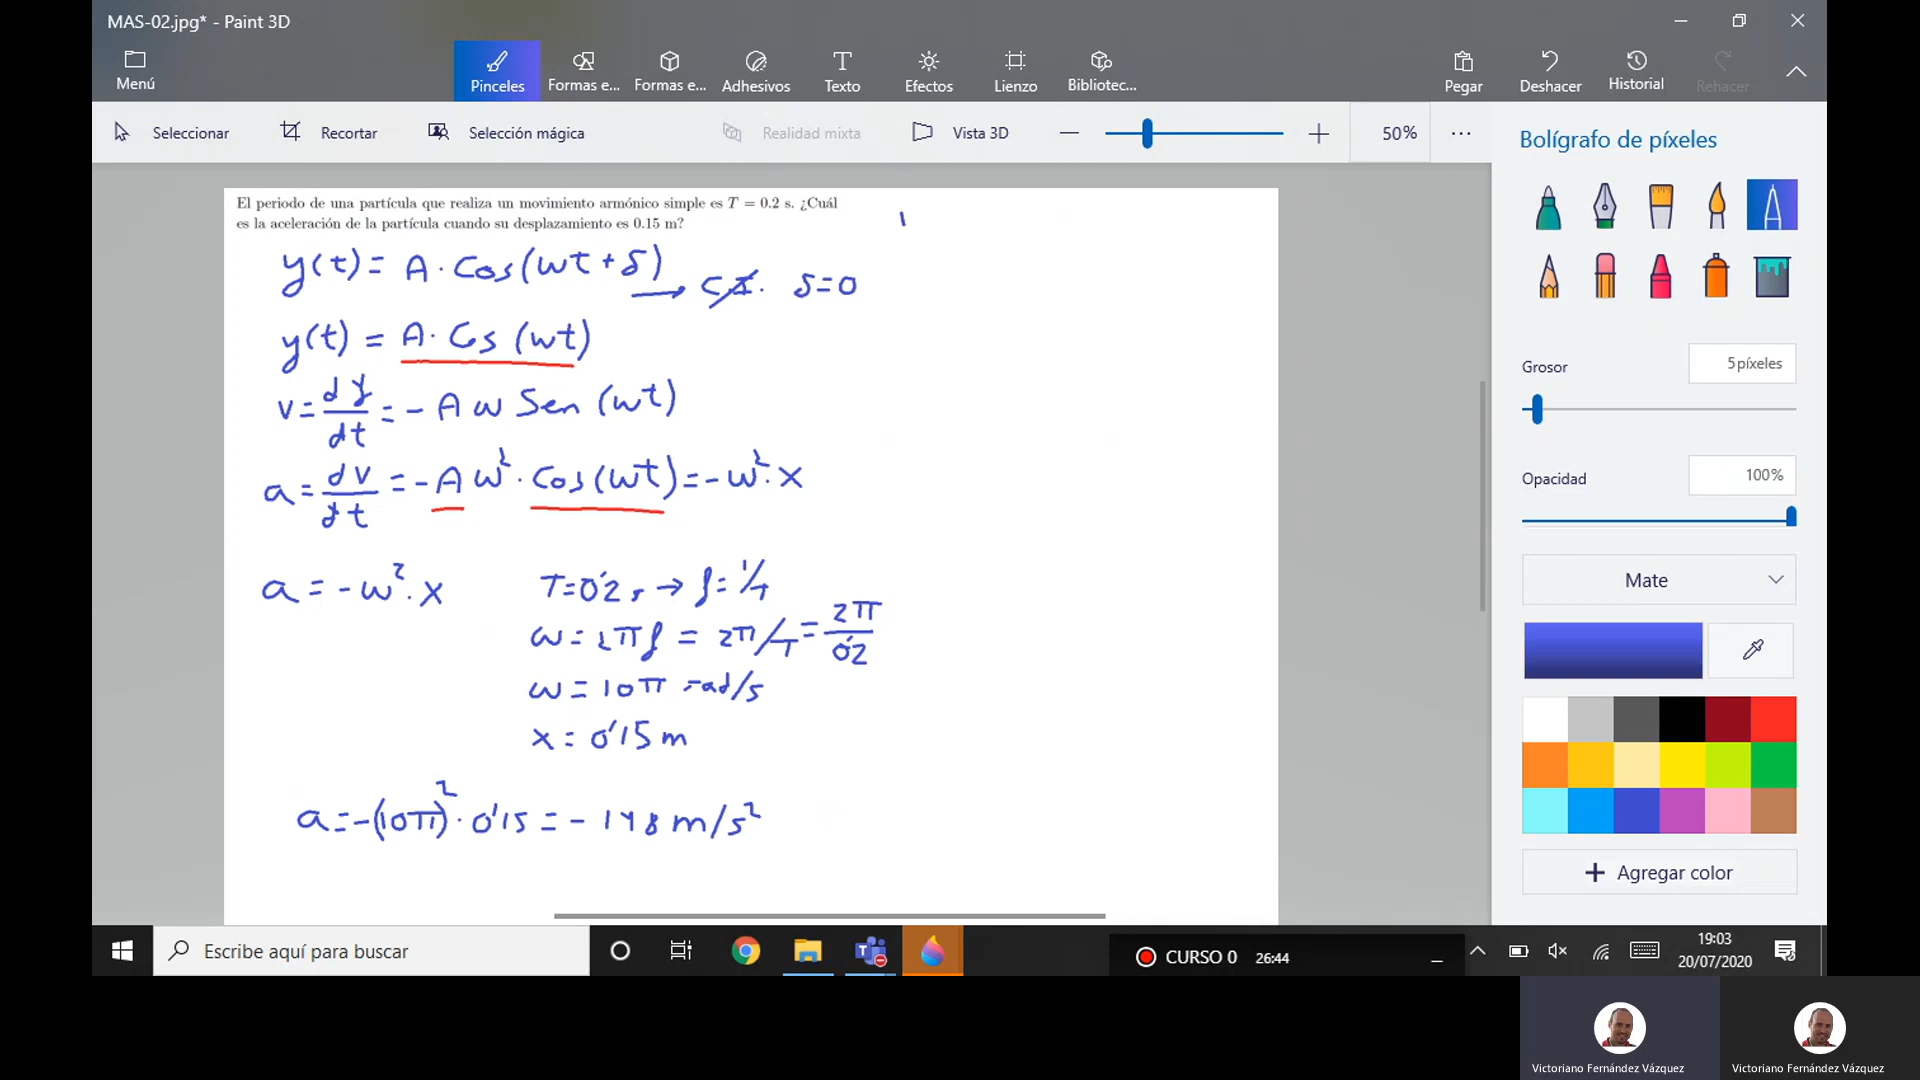 MAS-02.jpg* - Paint 3D
Menú
Pinceles
Formas e...
Formas e...
Adhesivos
Texto
Efectos
Lienzo
Bibliotec...
Pegar
Deshacer
Historial
Rehacer
Seleccionar
Recortar
Selección mágica
Realidad mixta
Vista 3D
50%
Bolígrafo de píxeles
Grosor
5 píxeles
Opacidad
100%
Mate
Agregar color
El periodo de una partícula que realiza un movimiento armónico simple es T = 0.2 s. ¿Cuál
es la aceleración de la partícula cuando su desplazamiento es 0.15 m?
y(t) = A · Cos(wt + δ)
δ=0
y(t) = A · Cos (wt)
v = dy/dt = - A w Sen (wt)
a = dv/dt = - A w² · Cos(wt) = - w² · x
a = - w² · x
T=0'2 s → f = 1/T
w = 2π f = 2π/T = 2π/0'2
w = 10π rad/s
x = 0'15 m
a = -(10π)² · 0'15 = - 148 m/s²
Escribe aquí para buscar
CURSO 0 26:44
19:03
20/07/2020
Victoriano Fernández Vázquez
Victoriano Fernández Vázquez